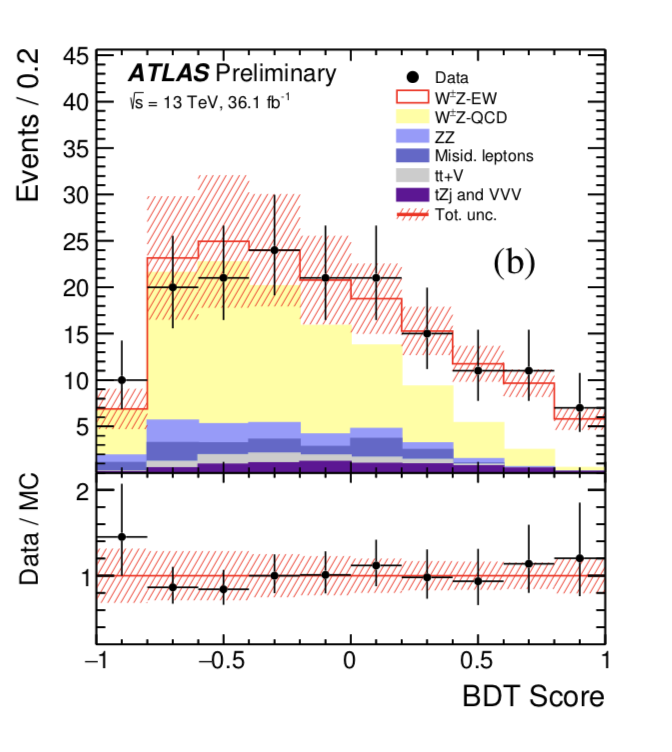 Events / 0.2
45
40
35
30
25
20
15
10
5
ATLAS Preliminary
√s = 13 TeV, 36.1 fb⁻¹
Data
W±Z-EW
W±Z-QCD
ZZ
Misid. leptons
tt+V
tZj and VVV
Tot. unc.
(b)
Data / MC
2
1
−1 −0.5 0 0.5 1
BDT Score